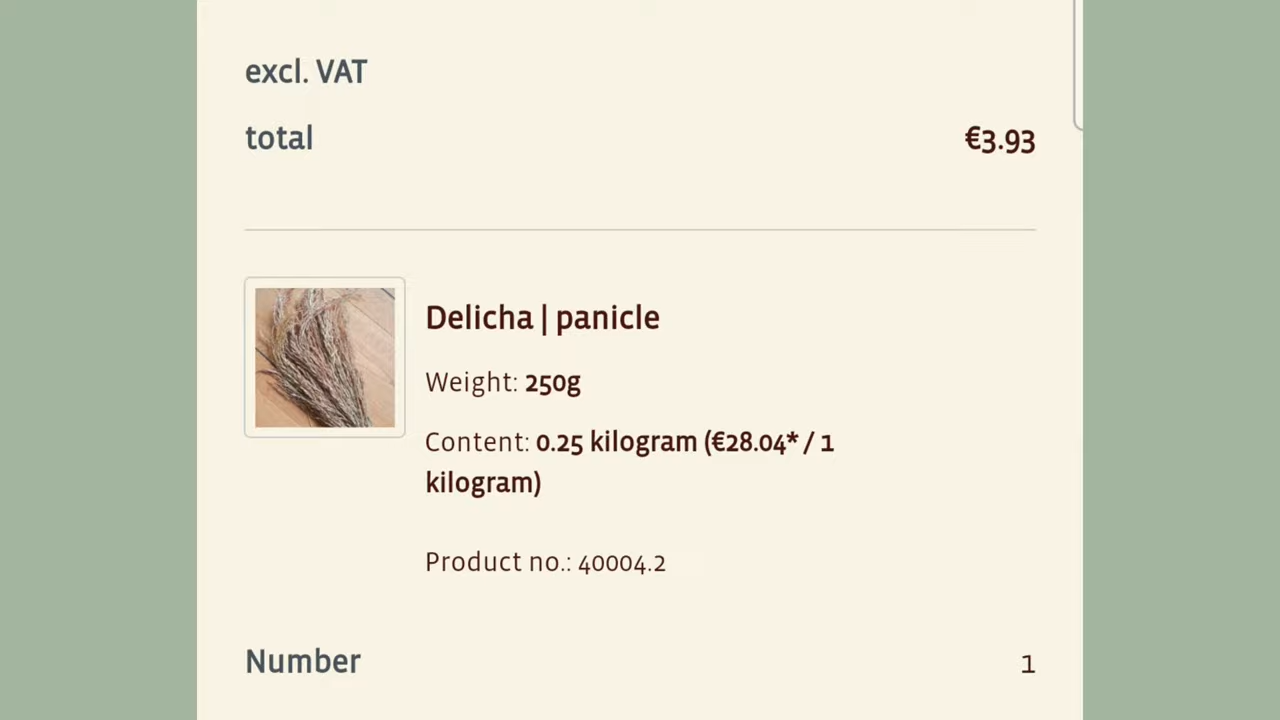 excl. VAT
total
€3.93
Delicha | panicle
Weight: 250g
Content: 0.25 kilogram (€28.04* / 1
kilogram)
Product no.: 40004.2
Number
1